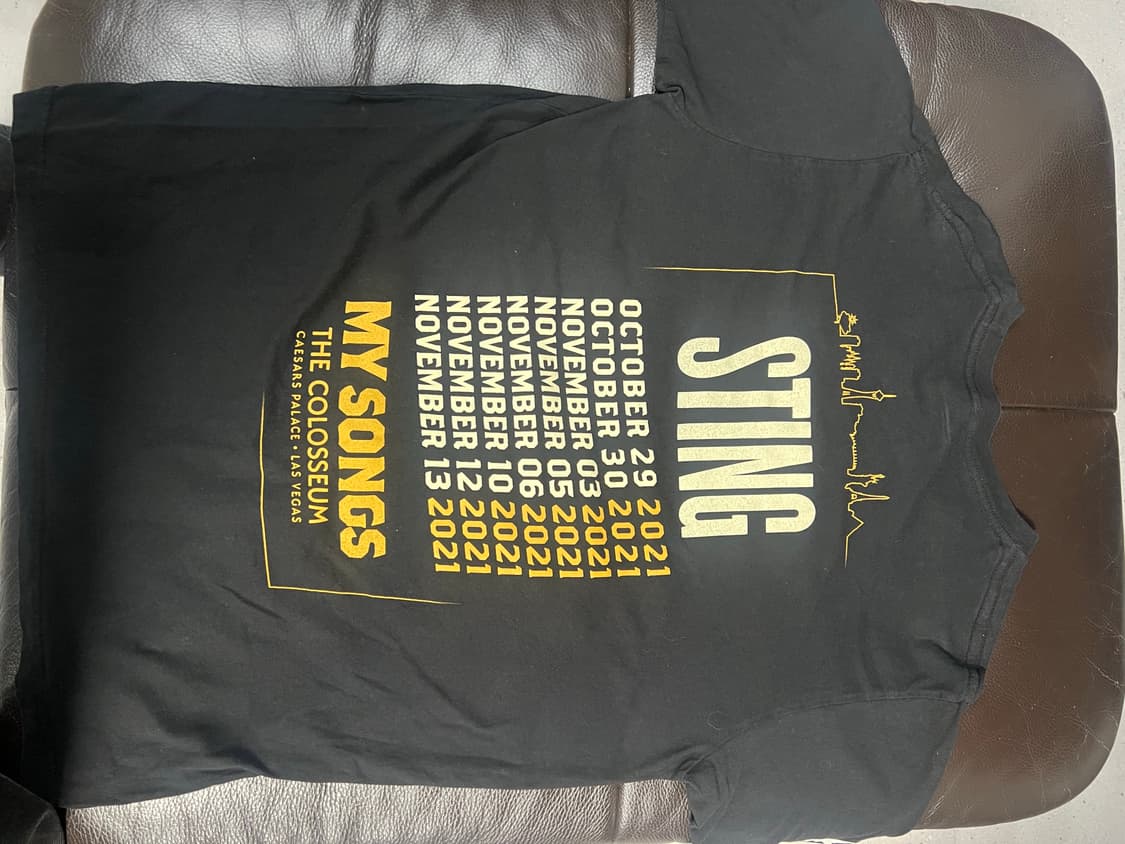 STING
OCTOBER 29 2021
OCTOBER 30 2021
NOVEMBER 03 2021
NOVEMBER 05 2021
NOVEMBER 06 2021
NOVEMBER 10 2021
NOVEMBER 12 2021
NOVEMBER 13 2021
MY SONGS
THE COLOSSEUM
CAESARS PALACE • LAS VEGAS